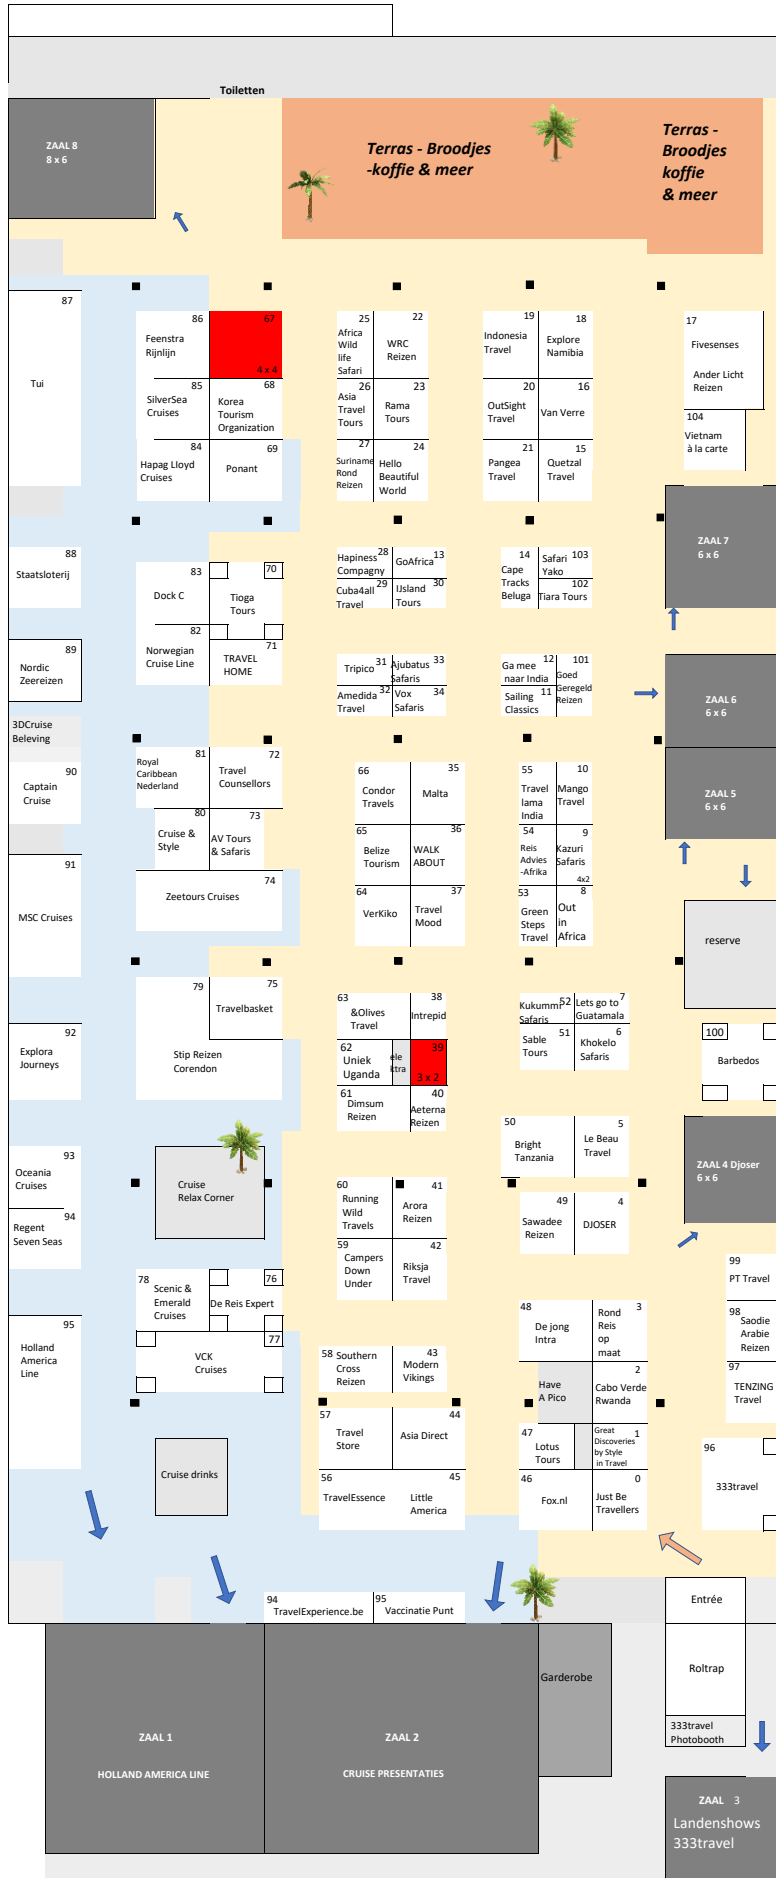 Toiletten
ZAAL 8
8 x 6
Terras - Broodjes
-koffie & meer
Terras -
Broodjes
koffie
& meer
87
Tui
86
Feenstra
Rijnlijn
67
4 x 4
25
Africa
Wild
life
Safari
22
WRC
Reizen
19
Indonesia
Travel
18
Explore
Namibia
17
Fivesenses
Ander Licht
Reizen
85
SilverSea
Cruises
68
Korea
Tourism
Organization
26
Asia
Travel
Tours
23
Rama
Tours
20
OutSight
Travel
16
Van Verre
104
Vietnam
à la carte
84
Hapag Lloyd
Cruises
69
Ponant
27
Suriname
Rond
Reizen
24
Hello
Beautiful
World
21
Pangea
Travel
15
Quetzal
Travel
ZAAL 7
6 x 6
88
Staatsloterij
83
Dock C
70
Tioga
Tours
28
Hapiness
Compagny
13
GoAfrica
14
Cape
Tracks
Beluga
103
Safari
Yako
29
Cuba4all
Travel
30
IJsland
Tours
102
Tiara Tours
89
Nordic
Zeereizen
82
Norwegian
Cruise Line
71
TRAVEL
HOME
31
Tripico
33
Ajubatus
Safaris
12
Ga mee
naar India
101
Goed
Geregeld
Reizen
32
Amedida
Travel
34
Vox
Safaris
11
Sailing
Classics
ZAAL 6
6 x 6
3DCruise
Beleving
90
Captain
Cruise
81
Royal
Caribbean
Nederland
72
Travel
Counsellors
66
Condor
Travels
35
Malta
55
Travel
Iama
India
10
Mango
Travel
ZAAL 5
6 x 6
80
Cruise &
Style
73
AV Tours
& Safaris
65
Belize
Tourism
36
WALK
ABOUT
54
Reis
Advies
-Afrika
9
Kazuri
Safaris
4x2
91
MSC Cruises
74
Zeetours Cruises
64
VerKiko
37
Travel
Mood
53
Green
Steps
Travel
8
Out
in
Africa
reserve
79
Stip Reizen
Corendon
75
Travelbasket
63
&Olives
Travel
38
Intrepid
52
Kukummi
Safaris
7
Lets go to
Guatamala
92
Explora
Journeys
62
Uniek
Uganda
ele
ktra
39
3 x 2
51
Sable
Tours
6
Khokelo
Safaris
100
Barbedos
61
Dimsum
Reizen
40
Aeterna
Reizen
93
Oceania
Cruises
Cruise
Relax Corner
50
Bright
Tanzania
5
Le Beau
Travel
ZAAL 4 Djoser
6 x 6
94
Regent
Seven Seas
60
Running
Wild
Travels
41
Arora
Reizen
49
Sawadee
Reizen
4
DJOSER
59
Campers
Down
Under
42
Riksja
Travel
99
PT Travel
78
Scenic &
Emerald
Cruises
76
De Reis Expert
95
Holland
America
Line
77
VCK
Cruises
58
Southern
Cross
Reizen
43
Modern
Vikings
48
De jong
Intra
3
Rond
Reis
op
maat
98
Saodie
Arabie
Reizen
Have
A Pico
2
Cabo Verde
Rwanda
97
TENZING
Travel
57
Travel
Store
44
Asia Direct
47
Lotus
Tours
1
Great
Discoveries
by Style
in Travel
96
333travel
Cruise drinks
56
TravelEssence
45
Little
America
46
Fox.nl
0
Just Be
Travellers
94
TravelExperience.be
95
Vaccinatie Punt
Entrée
Garderobe
Roltrap
333travel
Photobooth
ZAAL 1
HOLLAND AMERICA LINE
ZAAL 2
CRUISE PRESENTATIES
ZAAL 3
Landenshows
333travel